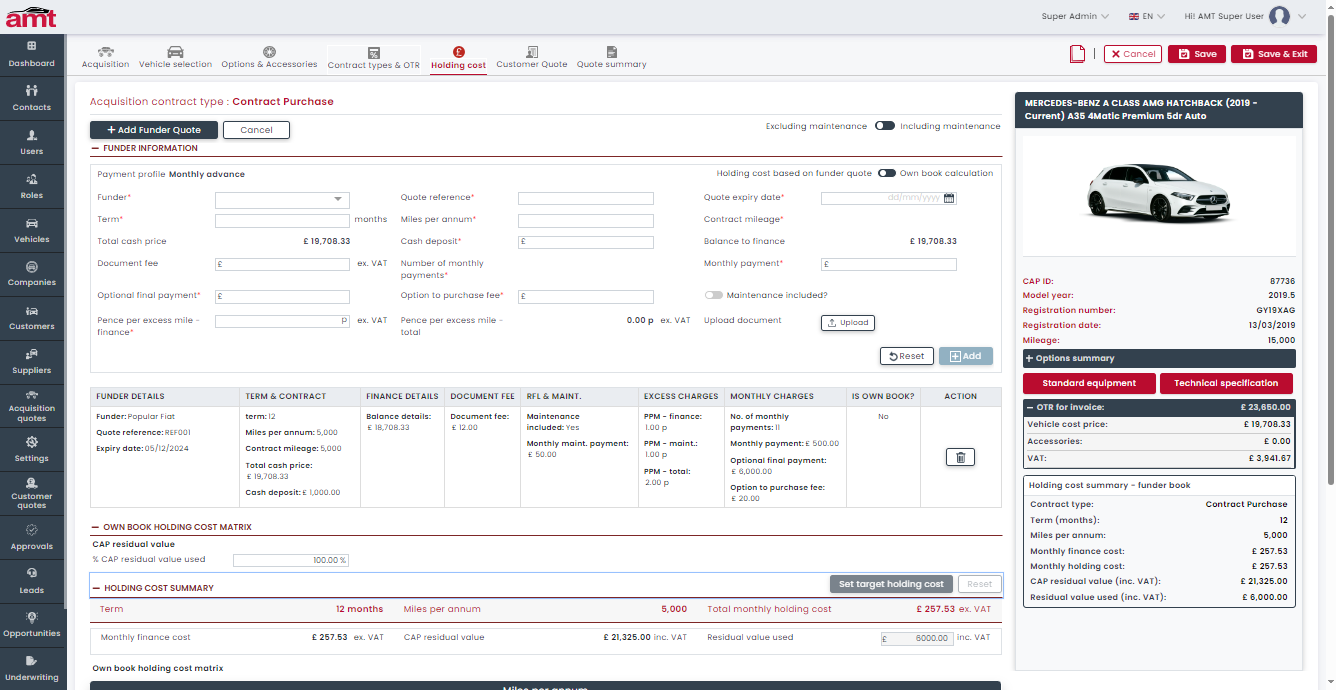 amt
Super Admin
EN
Hi! AMT Super User
Dashboard
Contacts
Users
Roles
Vehicles
Companies
Customers
Suppliers
Acquisition
quotes
Settings
Customer
quotes
Approvals
Leads
Opportunities
Underwriting
Acquisition
Vehicle selection
Options & Accessories
Contract types & OTR
Holding cost
Customer Quote
Quote summary
Cancel
Save
Save & Exit
Acquisition contract type : Contract Purchase
+ Add Funder Quote
Cancel
Excluding maintenance
Including maintenance
FUNDER INFORMATION
Payment profile Monthly advance
Holding cost based on funder quote
Own book calculation
Funder*
Quote reference*
Quote expiry date*
dd/mm/yyyy
Term*
months
Miles per annum*
Contract mileage*
Total cash price
£ 19,708.33
Cash deposit*
£
Balance to finance
£ 19,708.33
Document fee
£
ex. VAT
Number of monthly
payments*
Monthly payment*
£
Optional final payment*
£
Option to purchase fee*
£
Maintenance included?
Pence per excess mile -
finance*
p
ex. VAT
Pence per excess mile -
total
0.00 p ex. VAT
Upload document
Upload
Reset
Add
FUNDER DETAILS
TERM & CONTRACT
FINANCE DETAILS
DOCUMENT FEE
RFL & MAINT.
EXCESS CHARGES
MONTHLY CHARGES
IS OWN BOOK?
ACTION
Funder: Popular Fiat
Quote reference: REF001
Expiry date: 05/12/2024
term: 12
Miles per annum: 5,000
Contract mileage: 5,000
Total cash price:
£ 19,708.33
Cash deposit: £ 1,000.00
Balance details:
£ 18,708.33
Document fee:
£ 12.00
Maintenance
included: Yes
Monthly maint. payment:
£ 50.00
PPM - finance:
1.00 p
PPM - maint.:
1.00 p
PPM - total:
2.00 p
No. of monthly
payments: 11
Monthly payment: £ 500.00
Optional final payment:
£ 6,000.00
Option to purchase fee:
£ 20.00
No
OWN BOOK HOLDING COST MATRIX
CAP residual value
% CAP residual value used
100.00 %
HOLDING COST SUMMARY
Set target holding cost
Reset
Term
12 months
Miles per annum
5,000
Total monthly holding cost
£ 257.53 ex. VAT
Monthly finance cost
£ 257.53 ex. VAT
CAP residual value
£ 21,325.00 inc. VAT
Residual value used
£ 6000.00 inc. VAT
Own book holding cost matrix
Miles per annum
MERCEDES-BENZ A CLASS AMG HATCHBACK (2019 -
Current) A35 4Matic Premium 5dr Auto
CAP ID:
87736
Model year:
2019.5
Registration number:
GY19XAG
Registration date:
13/03/2019
Mileage:
15,000
+ Options summary
Standard equipment
Technical specification
OTR for invoice:
£ 23,650.00
Vehicle cost price:
£ 19,708.33
Accessories:
£ 0.00
VAT:
£ 3,941.67
Holding cost summary - funder book
Contract type:
Contract Purchase
Term (months):
12
Miles per annum:
5,000
Monthly finance cost:
£ 257.53
Monthly holding cost:
£ 257.53
CAP residual value (inc. VAT):
£ 21,325.00
Residual value used (inc. VAT):
£ 6,000.00